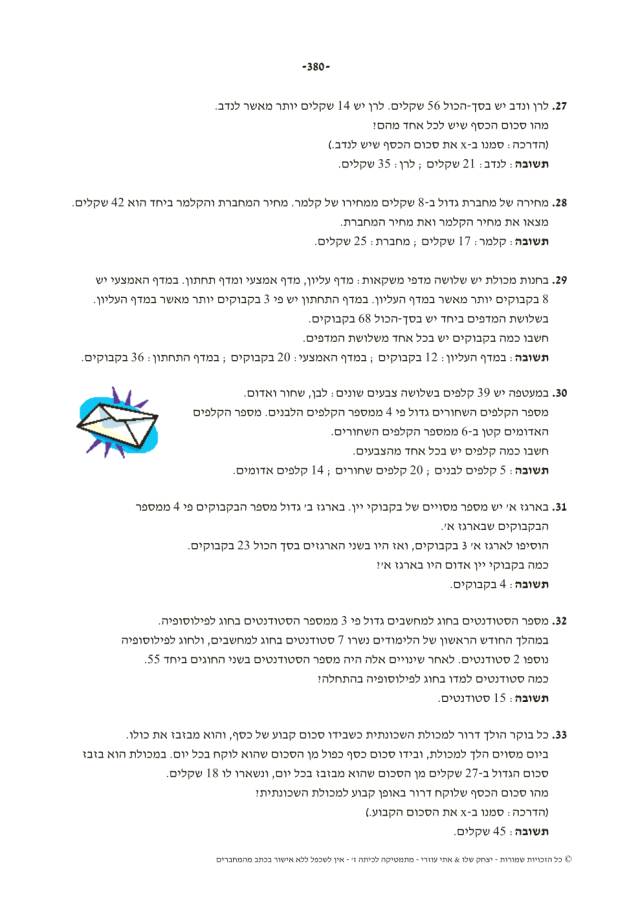 -380-
27. לרן ונדב יש בסך-הכול 56 שקלים. לרן יש 14 שקלים יותר מאשר לנדב.
מהו סכום הכסף שיש לכל אחד מהם?
(הדרכה: סמנו ב-x את סכום הכסף שיש לנדב.)
תשובה: לנדב: 21 שקלים ; לרן: 35 שקלים.
28. מחירה של מחברת גדול ב-8 שקלים ממחירו של קלמר. מחיר המחברת והקלמר ביחד הוא 42 שקלים.
מצאו את מחיר הקלמר ואת מחיר המחברת.
תשובה: קלמר: 17 שקלים ; מחברת: 25 שקלים.
29. בחנות מכולת יש שלושה מדפי משקאות: מדף עליון, מדף אמצעי ומדף תחתון. במדף האמצעי יש
8 בקבוקים יותר מאשר במדף העליון. במדף התחתון יש פי 3 בקבוקים יותר מאשר במדף העליון.
בשלושת המדפים ביחד יש בסך-הכול 68 בקבוקים.
חשבו כמה בקבוקים יש בכל אחד משלושת המדפים.
תשובה: במדף העליון: 12 בקבוקים ; במדף האמצעי: 20 בקבוקים ; במדף התחתון: 36 בקבוקים.
30. במעטפה יש 39 קלפים בשלושה צבעים שונים: לבן, שחור ואדום.
מספר הקלפים השחורים גדול פי 4 ממספר הקלפים הלבנים. מספר הקלפים
האדומים קטן ב-6 ממספר הקלפים השחורים.
חשבו כמה קלפים יש בכל אחד מהצבעים.
תשובה: 5 קלפים לבנים ; 20 קלפים שחורים ; 14 קלפים אדומים.
31. בארגז א' יש מספר מסויים של בקבוקי יין. בארגז ב' גדול מספר הבקבוקים פי 4 ממספר
הבקבוקים שבארגז א'.
הוסיפו לארגז א' 3 בקבוקים, ואז היו בשני הארגזים בסך הכול 23 בקבוקים.
כמה בקבוקי יין אדום היו בארגז א'?
תשובה: 4 בקבוקים.
32. מספר הסטודנטים בחוג למחשבים גדול פי 3 ממספר הסטודנטים בחוג לפילוסופיה.
במהלך החודש הראשון של הלימודים נשרו 7 סטודנטים בחוג למחשבים, ולחוג לפילוסופיה
נוספו 2 סטודנטים. לאחר שינויים אלה היה מספר הסטודנטים בשני החוגים ביחד 55.
כמה סטודנטים למדו בחוג לפילוסופיה בהתחלה?
תשובה: 15 סטודנטים.
33. כל בוקר הולך דרור למכולת השכונתית כשבידו סכום קבוע של כסף, והוא מבזבז את כולו.
ביום מסוים הלך למכולת, ובידו סכום כסף כפול מן הסכום שהוא לוקח בכל יום. במכולת הוא בזבז
סכום הגדול ב-27 שקלים מן הסכום שהוא מבזבז בכל יום, ונשארו לו 18 שקלים.
מהו סכום הכסף שלוקח דרור באופן קבוע למכולת השכונתית?
(הדרכה: סמנו ב-x את הסכום הקבוע.)
תשובה: 45 שקלים.
© כל הזכויות שמורות - יצחק שלו & אתי עוזרי - מתמטיקה לכיתה ז' - אין לשכפל ללא אישור בכתב מהמחברים